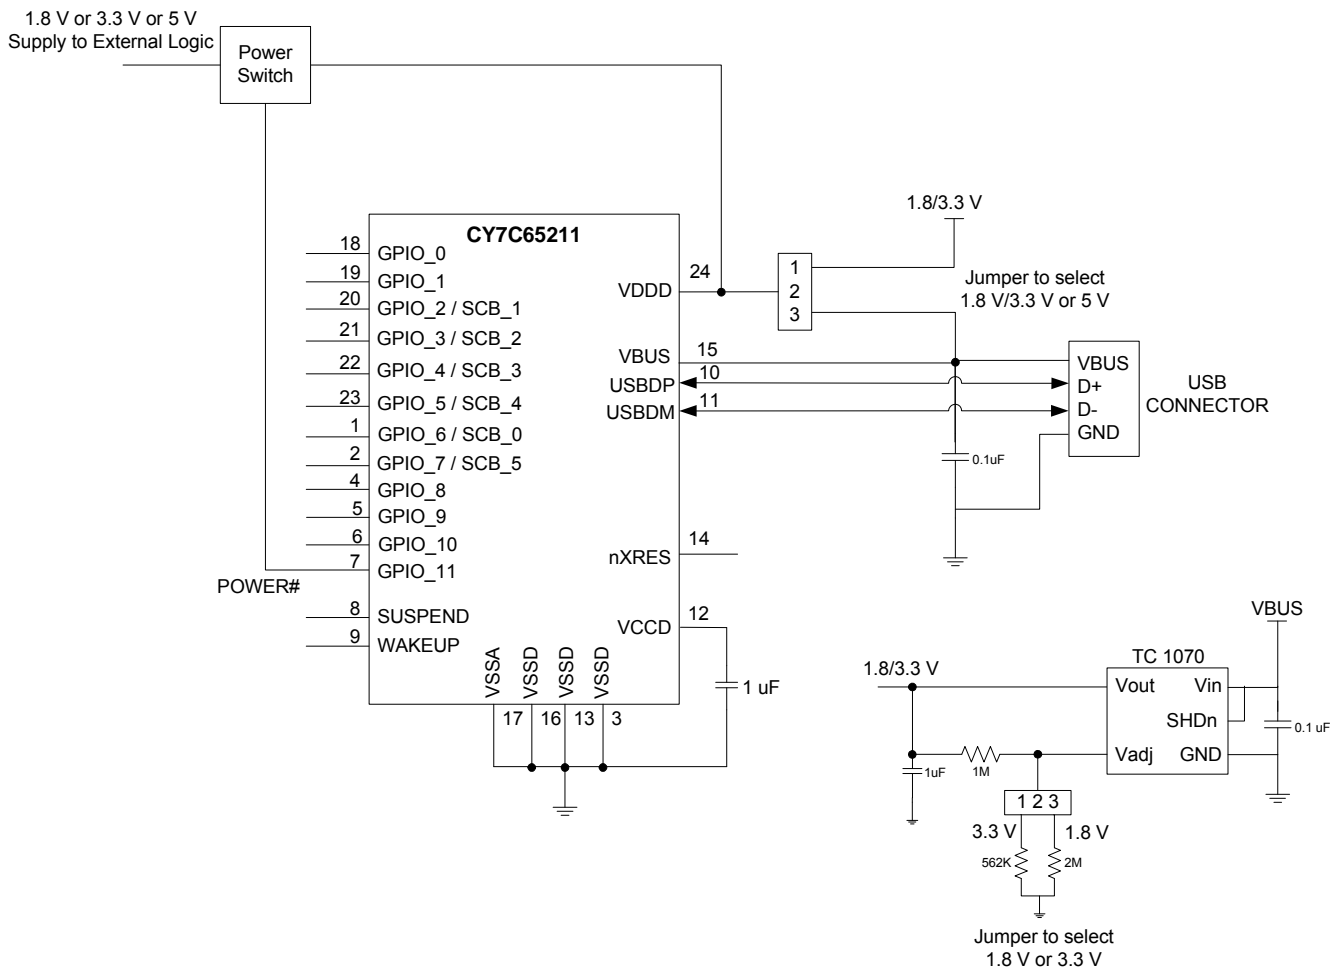 1.8 V or 3.3 V or 5 V
Supply to External Logic
Power
Switch
CY7C65211
18 GPIO_0
19 GPIO_1
20 GPIO_2 / SCB_1
21 GPIO_3 / SCB_2
22 GPIO_4 / SCB_3
23 GPIO_5 / SCB_4
1 GPIO_6 / SCB_0
2 GPIO_7 / SCB_5
4 GPIO_8
5 GPIO_9
6 GPIO_10
7 GPIO_11
POWER#
8 SUSPEND
9 WAKEUP
VDDD 24
VBUS 15
USBDP 10
USBDM 11
nXRES 14
VCCD 12
1 uF
VSSA
VSSD
VSSD
VSSD
17 16 13 3
1.8/3.3 V
1
2
3
Jumper to select
1.8 V/3.3 V or 5 V
VBUS
D+
D-
GND
USB
CONNECTOR
0.1uF
VBUS
TC 1070
1.8/3.3 V
Vout Vin
SHDn
Vadj GND
0.1 uF
1uF
1M
1 2 3
3.3 V 1.8 V
562K 2M
Jumper to select
1.8 V or 3.3 V